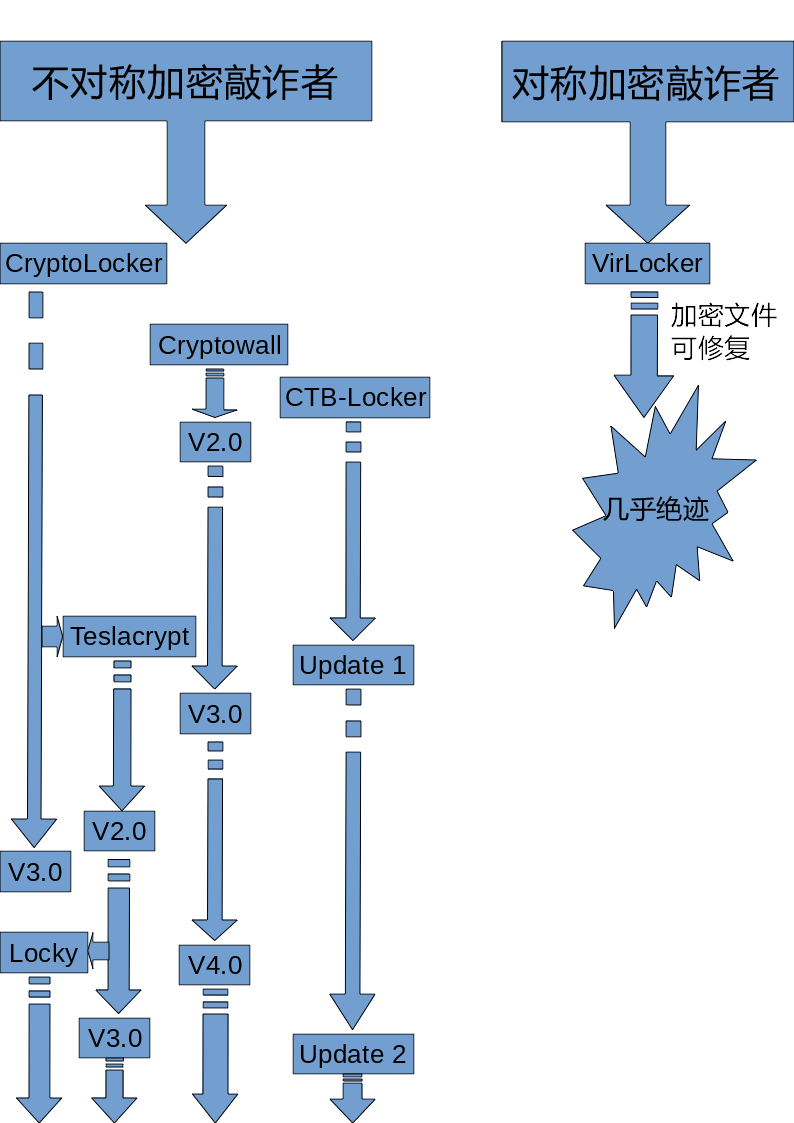 不对称加密敲诈者
对称加密敲诈者
CryptoLocker
VirLocker
加密文件
可修复
Cryptowall
CTB-Locker
V2.0
几乎绝迹
Teslacrypt
Update 1
V3.0
V2.0
V3.0
Locky
V4.0
V3.0
Update 2